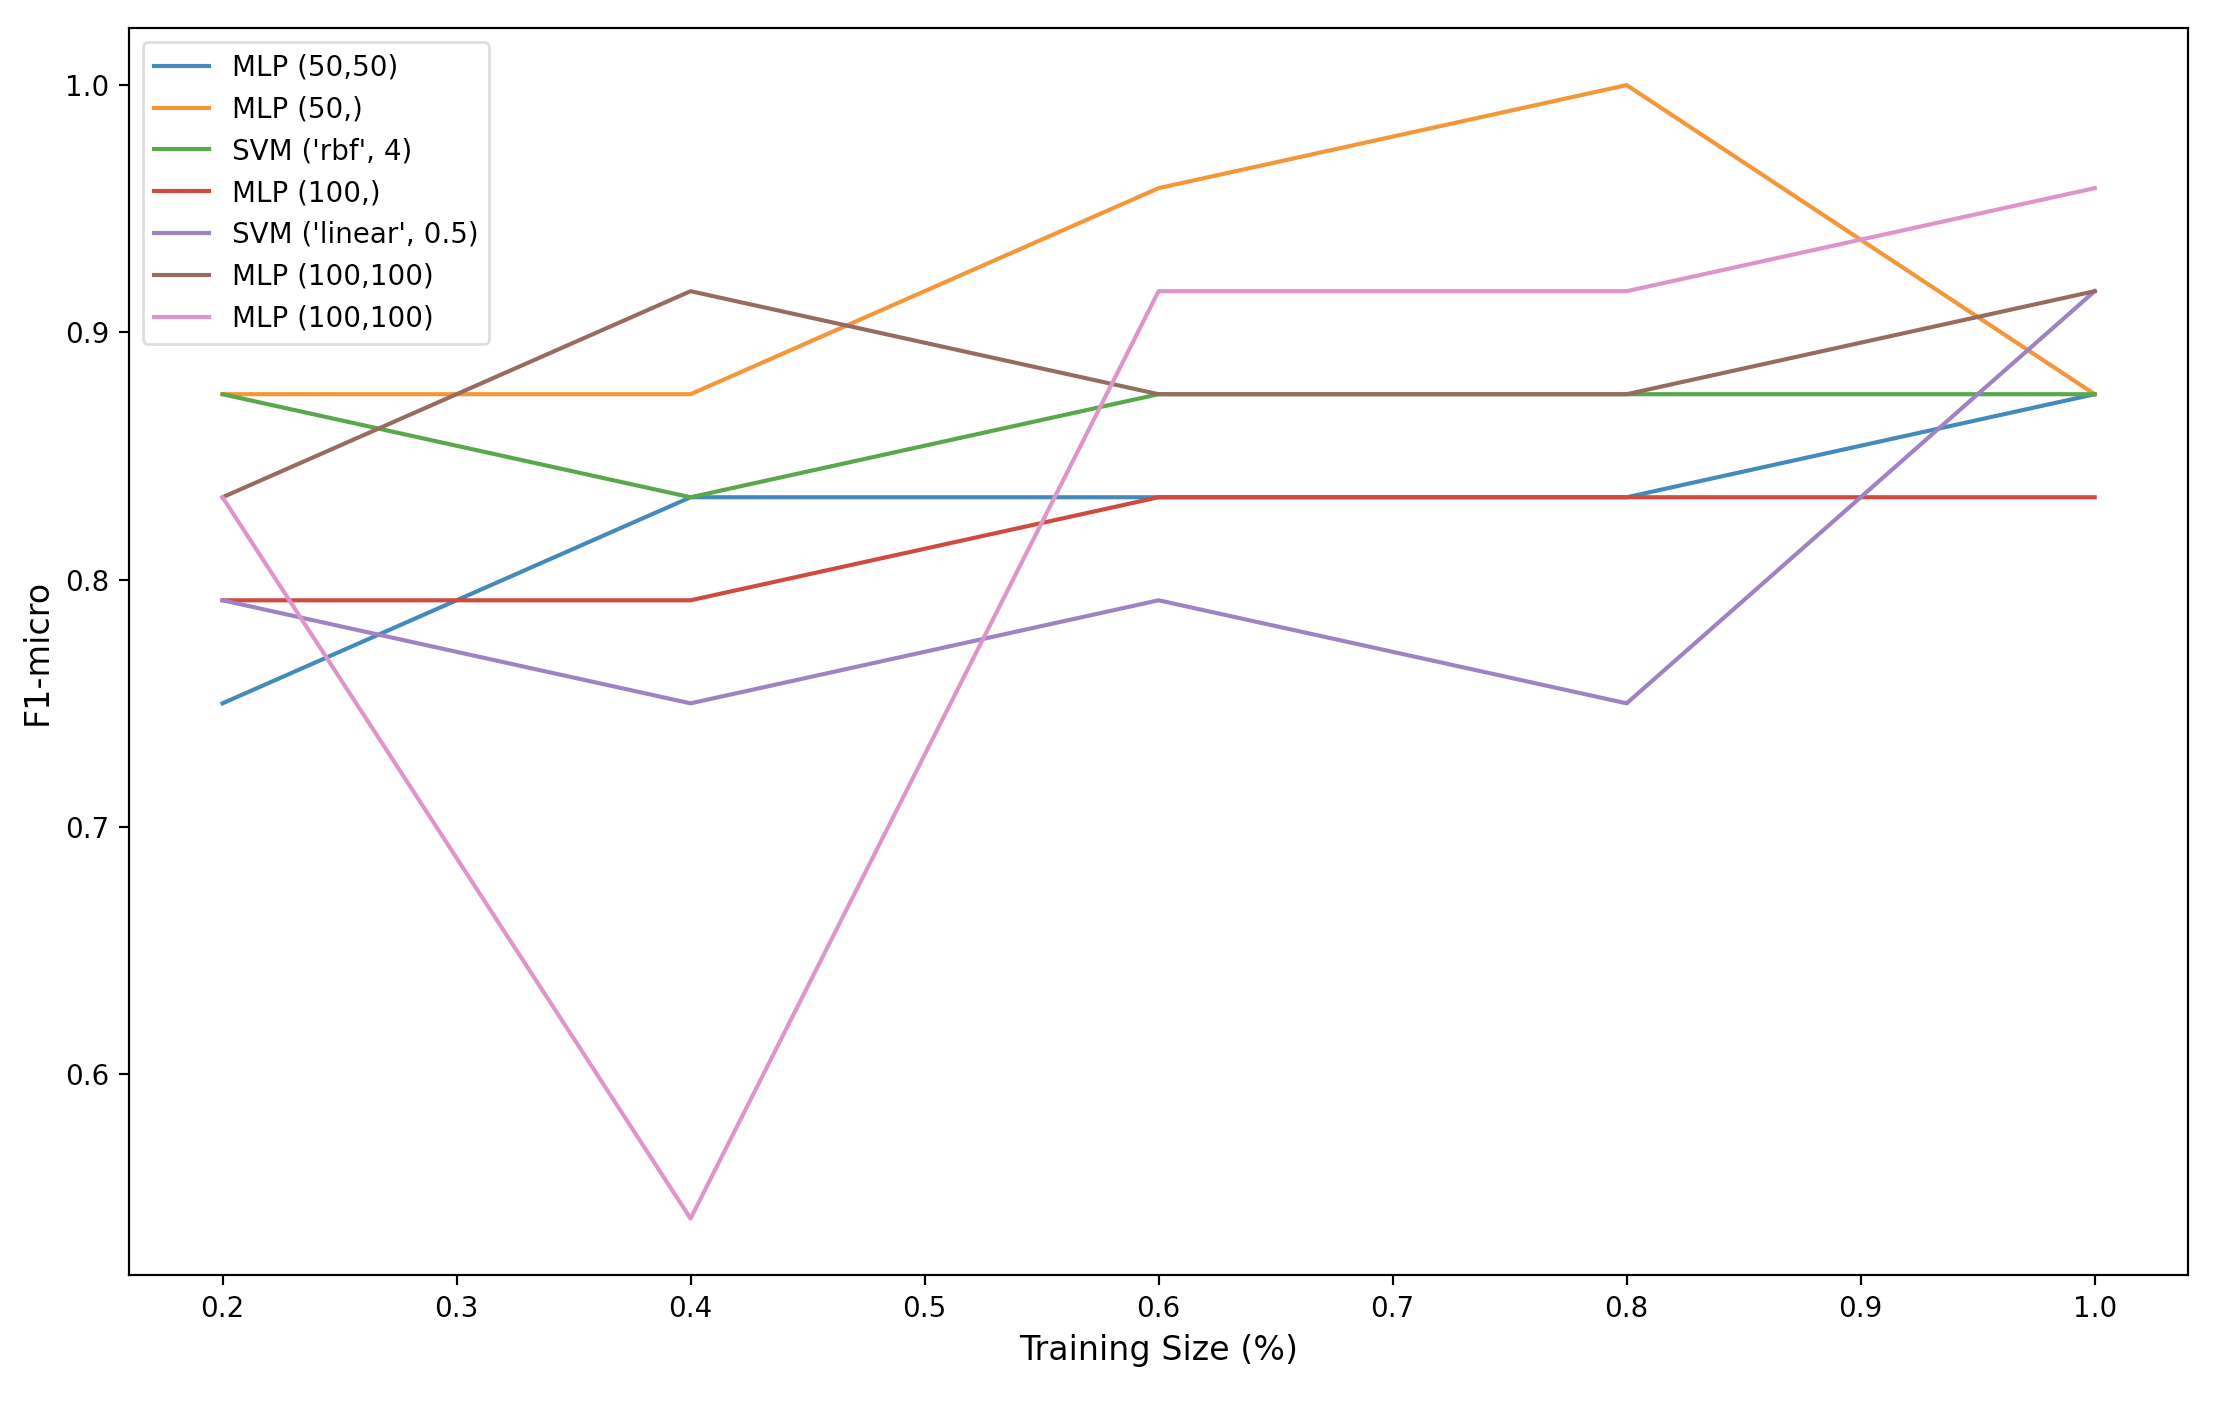 MLP (50,50)
MLP (50,)
SVM ('rbf', 4)
MLP (100,)
SVM ('linear', 0.5)
MLP (100,100)
MLP (100,100)
1.0
0.9
0.8
0.7
0.6
F1-micro
0.2 0.3 0.4 0.5 0.6 0.7 0.8 0.9 1.0
Training Size (%)